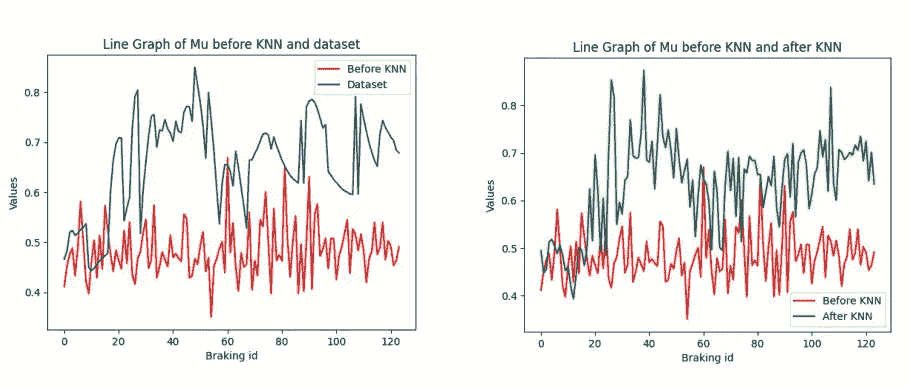 Line Graph of Mu before KNN and dataset
Before KNN
Dataset
0.8
0.7
0.6
0.5
0.4
Values
0 20 40 60 80 100 120
Braking id
Line Graph of Mu before KNN and after KNN
0.8
0.7
0.6
0.5
0.4
Values
Before KNN
After KNN
0 20 40 60 80 100 120
Braking id